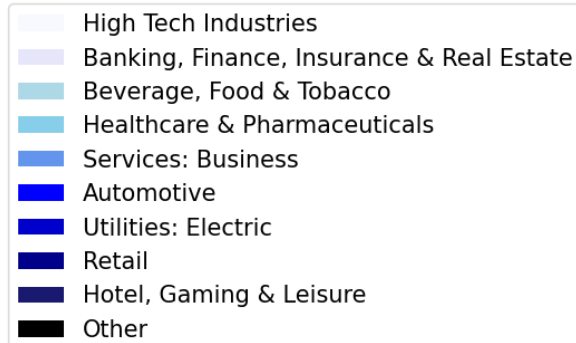 High Tech Industries
Banking, Finance, Insurance & Real Estate
Beverage, Food & Tobacco
Healthcare & Pharmaceuticals
Services: Business
Automotive
Utilities: Electric
Retail
Hotel, Gaming & Leisure
Other